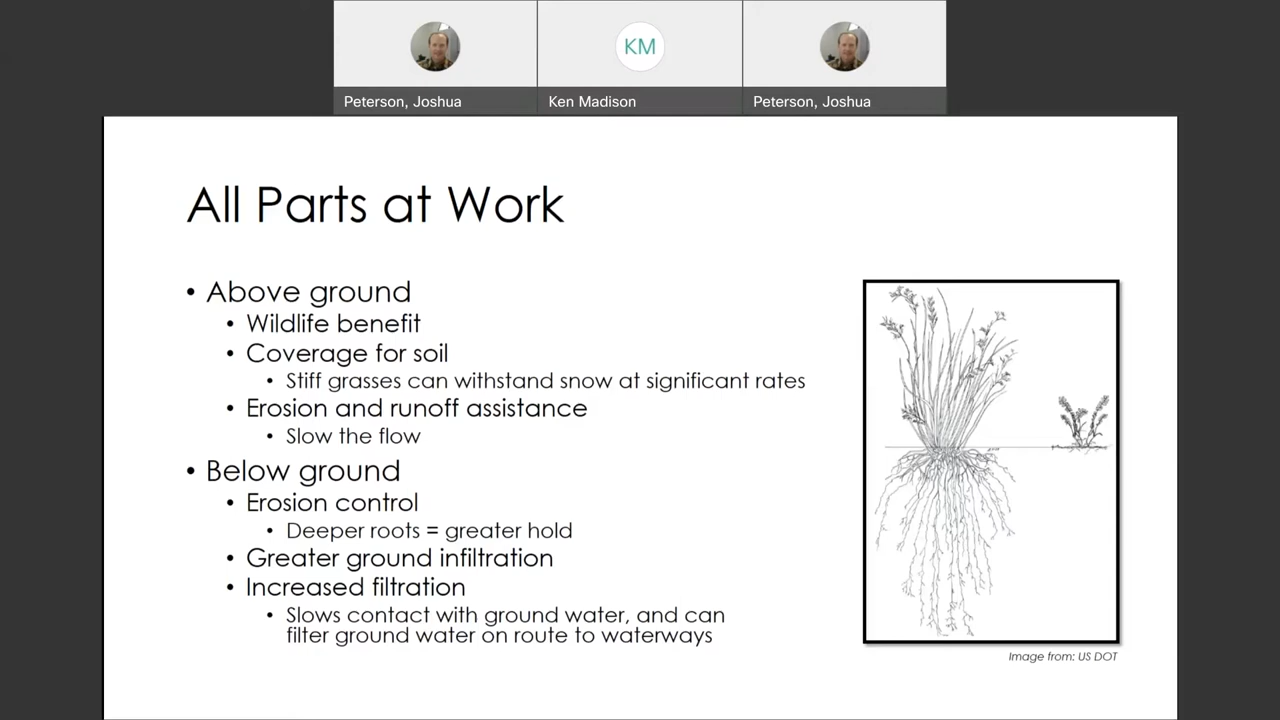 KM
Peterson, Joshua
Ken Madison
Peterson, Joshua
All Parts at Work
• Above ground
• Wildlife benefit
• Coverage for soil
• Stiff grasses can withstand snow at significant rates
• Erosion and runoff assistance
• Slow the flow
• Below ground
• Erosion control
• Deeper roots = greater hold
• Greater ground infiltration
• Increased filtration
• Slows contact with ground water, and can
filter ground water on route to waterways
Image from: US DOT